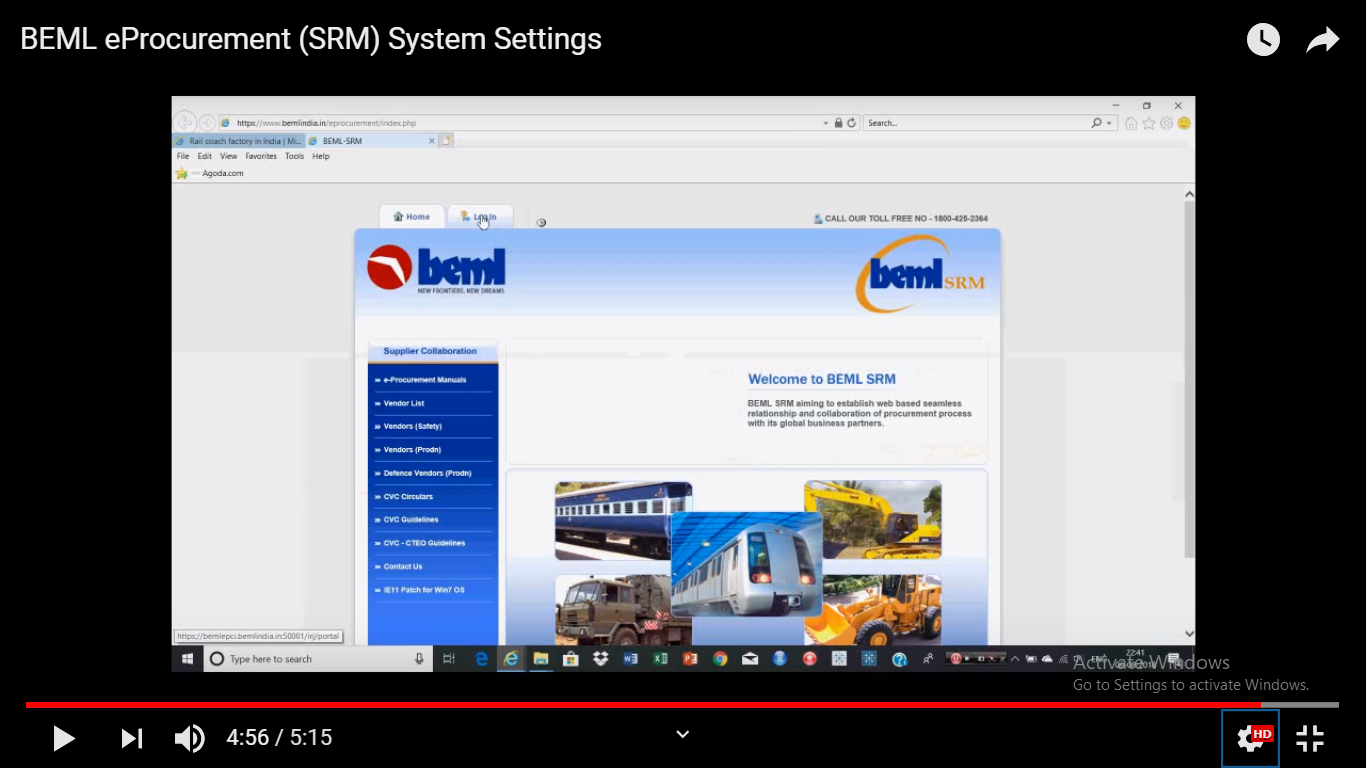 BEML eProcurement (SRM) System Settings
https://www.bemlindia.in/eprocurement/index.php
Search...
Rail coach factory in India | Mi...
BEML-SRM
File Edit View Favorites Tools Help
Agoda.com
Home
Log In
CALL OUR TOLL FREE NO - 1800-425-2364
beml
NEW FRONTIERS. NEW DREAMS
beml SRM
Supplier Collaboration
» e-Procurement Manuals
» Vendor List
» Vendors (Safety)
» Vendors (Prodn)
» Defence Vendors (Prodn)
» CVC Circulars
» CVC Guidelines
» CVC - CTEO Guidelines
» Contact Us
» IE11 Patch for Win7 OS
Welcome to BEML SRM
BEML SRM aiming to establish web based seamless
relationship and collaboration of procurement process
with its global business partners.
https://bemlepci.bemlindia.in:50001/irj/portal
Type here to search
22:41
Activate Windows
Go to Settings to activate Windows.
4:56 / 5:15
HD